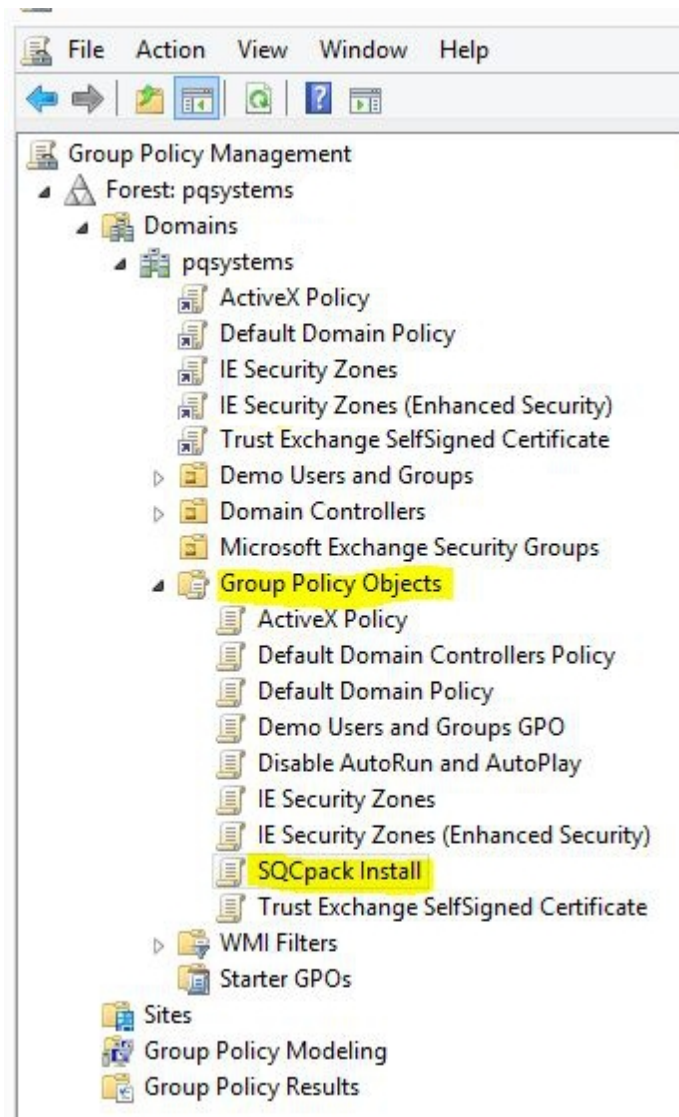 File Action View Window Help
Group Policy Management
Forest: pqsystems
Domains
pqsystems
ActiveX Policy
Default Domain Policy
IE Security Zones
IE Security Zones (Enhanced Security)
Trust Exchange SelfSigned Certificate
Demo Users and Groups
Domain Controllers
Microsoft Exchange Security Groups
Group Policy Objects
ActiveX Policy
Default Domain Controllers Policy
Default Domain Policy
Demo Users and Groups GPO
Disable AutoRun and AutoPlay
IE Security Zones
IE Security Zones (Enhanced Security)
SQCpack Install
Trust Exchange SelfSigned Certificate
WMI Filters
Starter GPOs
Sites
Group Policy Modeling
Group Policy Results